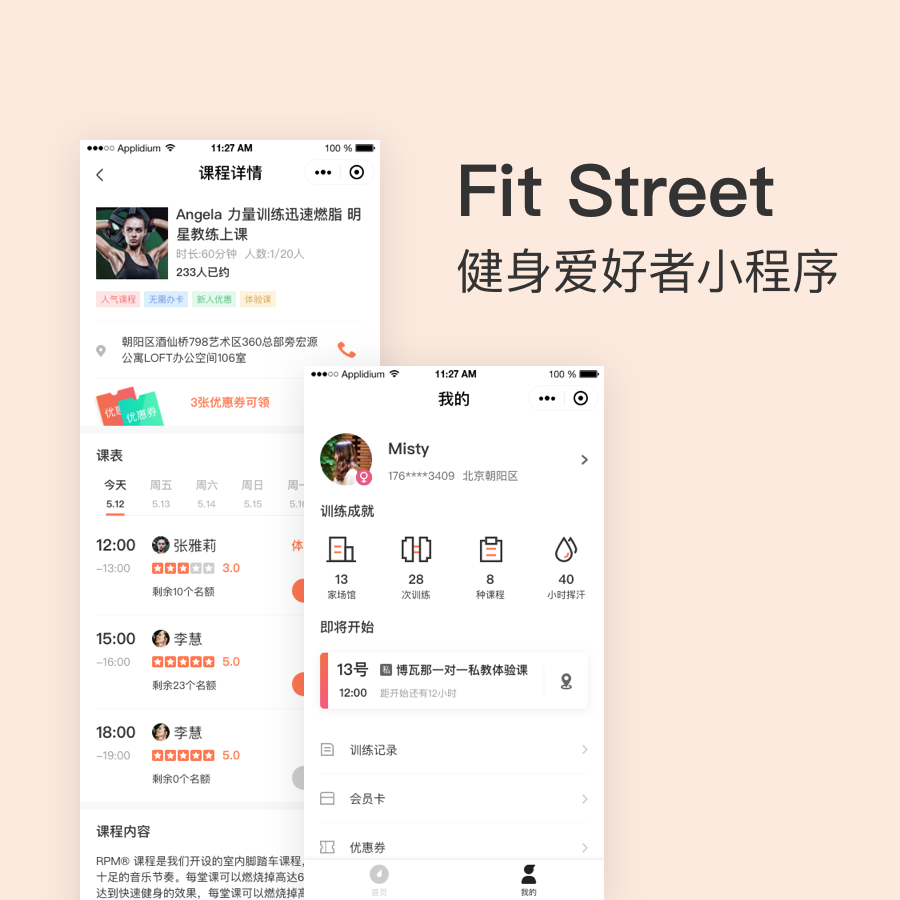 Fit Street
健身爱好者小程序
Applidium
11:27 AM
100 %
课程详情
Angela 力量训练迅速燃脂 明
星教练上课
时长:60分钟 人数:1/20人
233人已约
人气课程 无需办卡 新人优惠 体验课
朝阳区酒仙桥798艺术区360总部旁宏源
公寓LOFT办公空间106室
优惠券
3张优惠券可领
课表
今天 周五 周六 周日 周一
5.12 5.13 5.14 5.15
12:00 张雅莉 体
–13:00 3.0
剩余10个名额
15:00 李慧
–16:00 5.0
剩余23个名额
18:00 李慧
–19:00 5.0
剩余0个名额
课程内容
RPM® 课程是我们开设的室内脚踏车课程,
十足的音乐节奏。每堂课可以燃烧掉高达6
达到快速健身的效果，每堂课可以燃烧掉高
Applidium
11:27 AM
100 %
我的
Misty
176****3409 北京朝阳区
训练成就
13 28 8 40
家场馆 次训练 种课程 小时挥汗
即将开始
13号 私 博瓦那一对一私教体验课
12:00 距开始还有12小时
训练记录
会员卡
优惠券
首页 我的